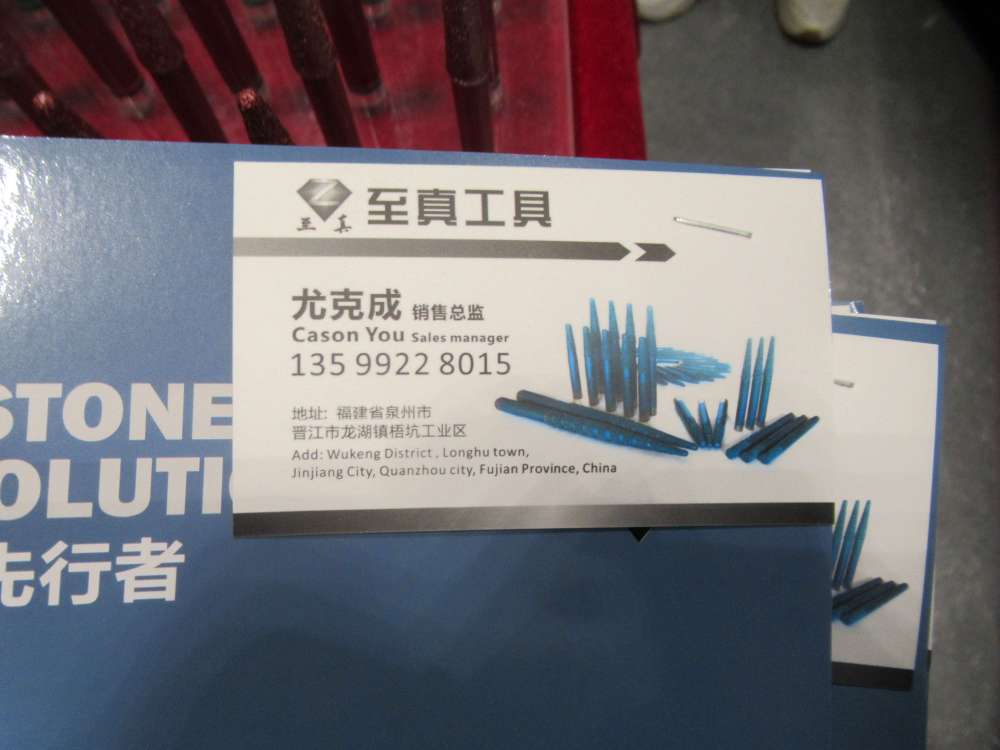 至真
至真工具
尤克成 销售总监
Cason You Sales manager
135 9922 8015
地址: 福建省泉州市
晋江市龙湖镇梧坑工业区
Add: Wukeng District , Longhu town,
Jinjiang City, Quanzhou city, Fujian Province, China
STONE
OLUTI
先行者